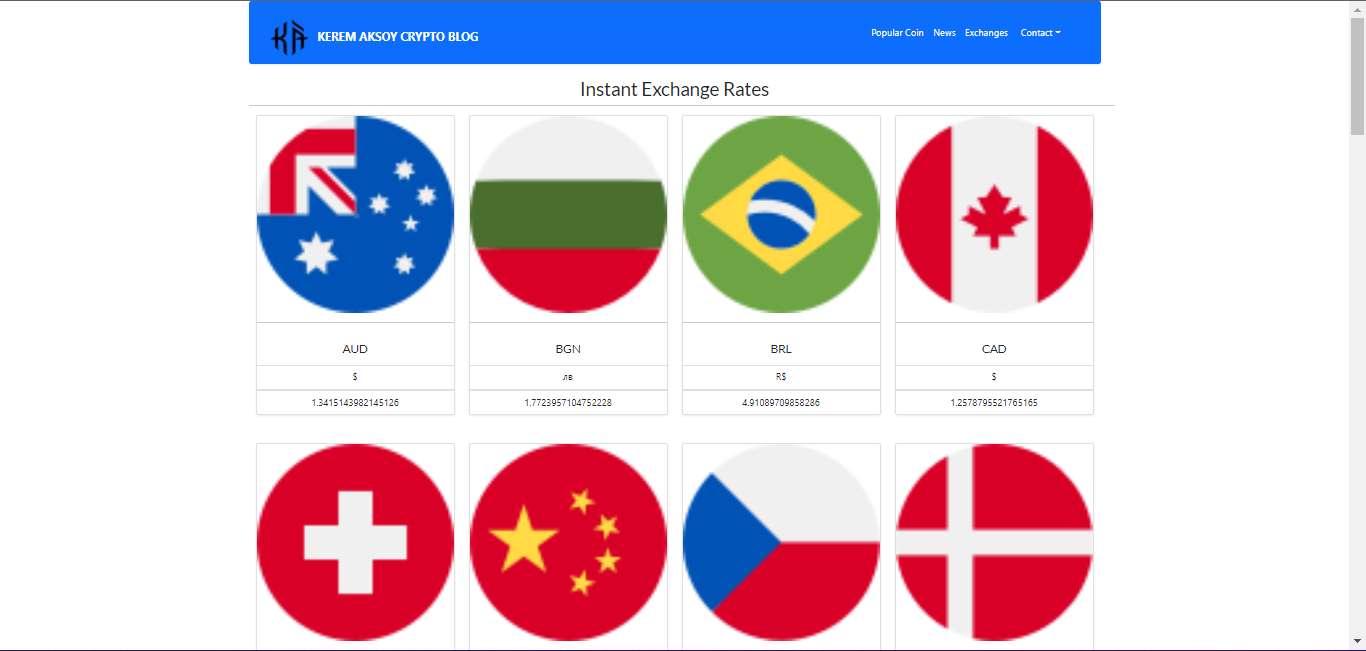 KEREM AKSOY CRYPTO BLOG
Popular Coin News Exchanges Contact
Instant Exchange Rates
AUD BGN BRL CAD
$ лв R$ $
1.3415143982145126 1.7723957104752228 4.91089709858286 1.2578795521765165